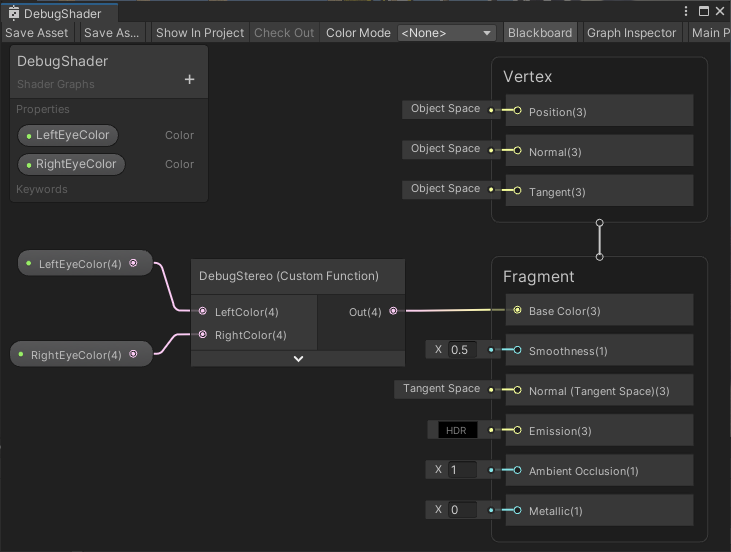 DebugShader
Save Asset Save As... Show In Project Check Out Color Mode <None> Blackboard Graph Inspector Main P
DebugShader
Shader Graphs
+
Properties
LeftEyeColor Color
RightEyeColor Color
Keywords
Vertex
Object Space Position(3)
Object Space Normal(3)
Object Space Tangent(3)
LeftEyeColor(4)
RightEyeColor(4)
DebugStereo (Custom Function)
LeftColor(4) Out(4)
RightColor(4)
Fragment
Base Color(3)
X 0.5 Smoothness(1)
Tangent Space Normal (Tangent Space)(3)
HDR Emission(3)
X 1 Ambient Occlusion(1)
X 0 Metallic(1)